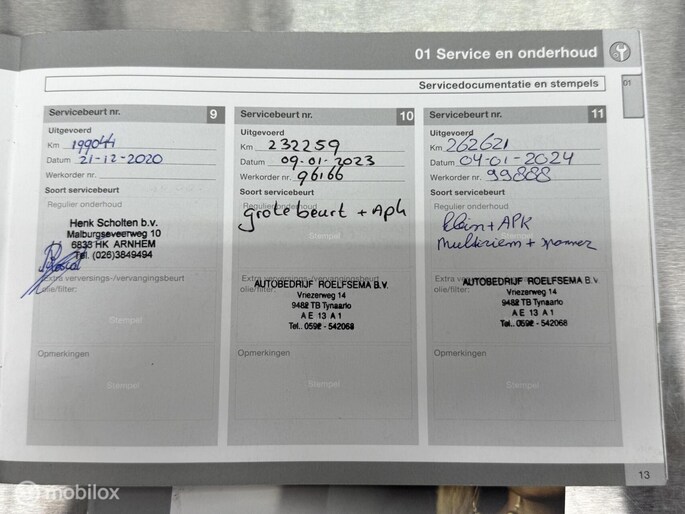 01 Service en onderhoud
Servicedocumentatie en stempels
01
Servicebeurt nr. 9
Uitgevoerd
Km 199044
Datum 21-12-2020
Werkorder nr.
Soort servicebeurt
Regulier onderhoud
Henk Scholten b.v.
Malburgseveerweg 10
6833 HK ARNHEM
Tel. (026)3849494
Extra verversings-/vervangingsbeurt
olie/filter:
Stempel
Opmerkingen
Stempel
Servicebeurt nr. 10
Uitgevoerd
Km 232259
Datum 09-01-2023
Werkorder nr. 96166
Soort servicebeurt
Regulier onderhoud
grote beurt + Apk
Stempel
Extra verversings-/vervangingsbeurt
olie/filter:
AUTOBEDRIJF ROELFSEMA B.V.
Vriezerweg 14
9482 TB Tynaarlo
A E 13 A 1
Tel.. 0592 - 542068
Opmerkingen
Stempel
Servicebeurt nr. 11
Uitgevoerd
Km 262621
Datum 04-01-2024
Werkorder nr. 99888
Soort servicebeurt
Regulier onderhoud
klein + APK
Multiriem + spanner
Extra
olie/filter:
AUTOBEDRIJF ROELFSEMA B.V.
Vriezerweg 14
9482 TB Tynaarlo
A E 13 A 1
Tel.. 0592 - 542068
Opmerkingen
Stempel
13
mobilox